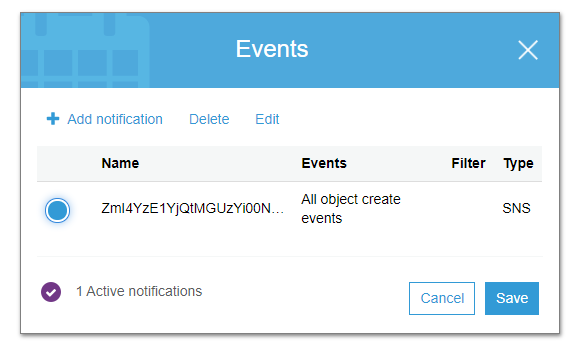 Events
Add notification Delete Edit
Name Events Filter Type
ZmI4YzE1YjQtMGUzYi00N... All object create events SNS
1 Active notifications
Cancel Save